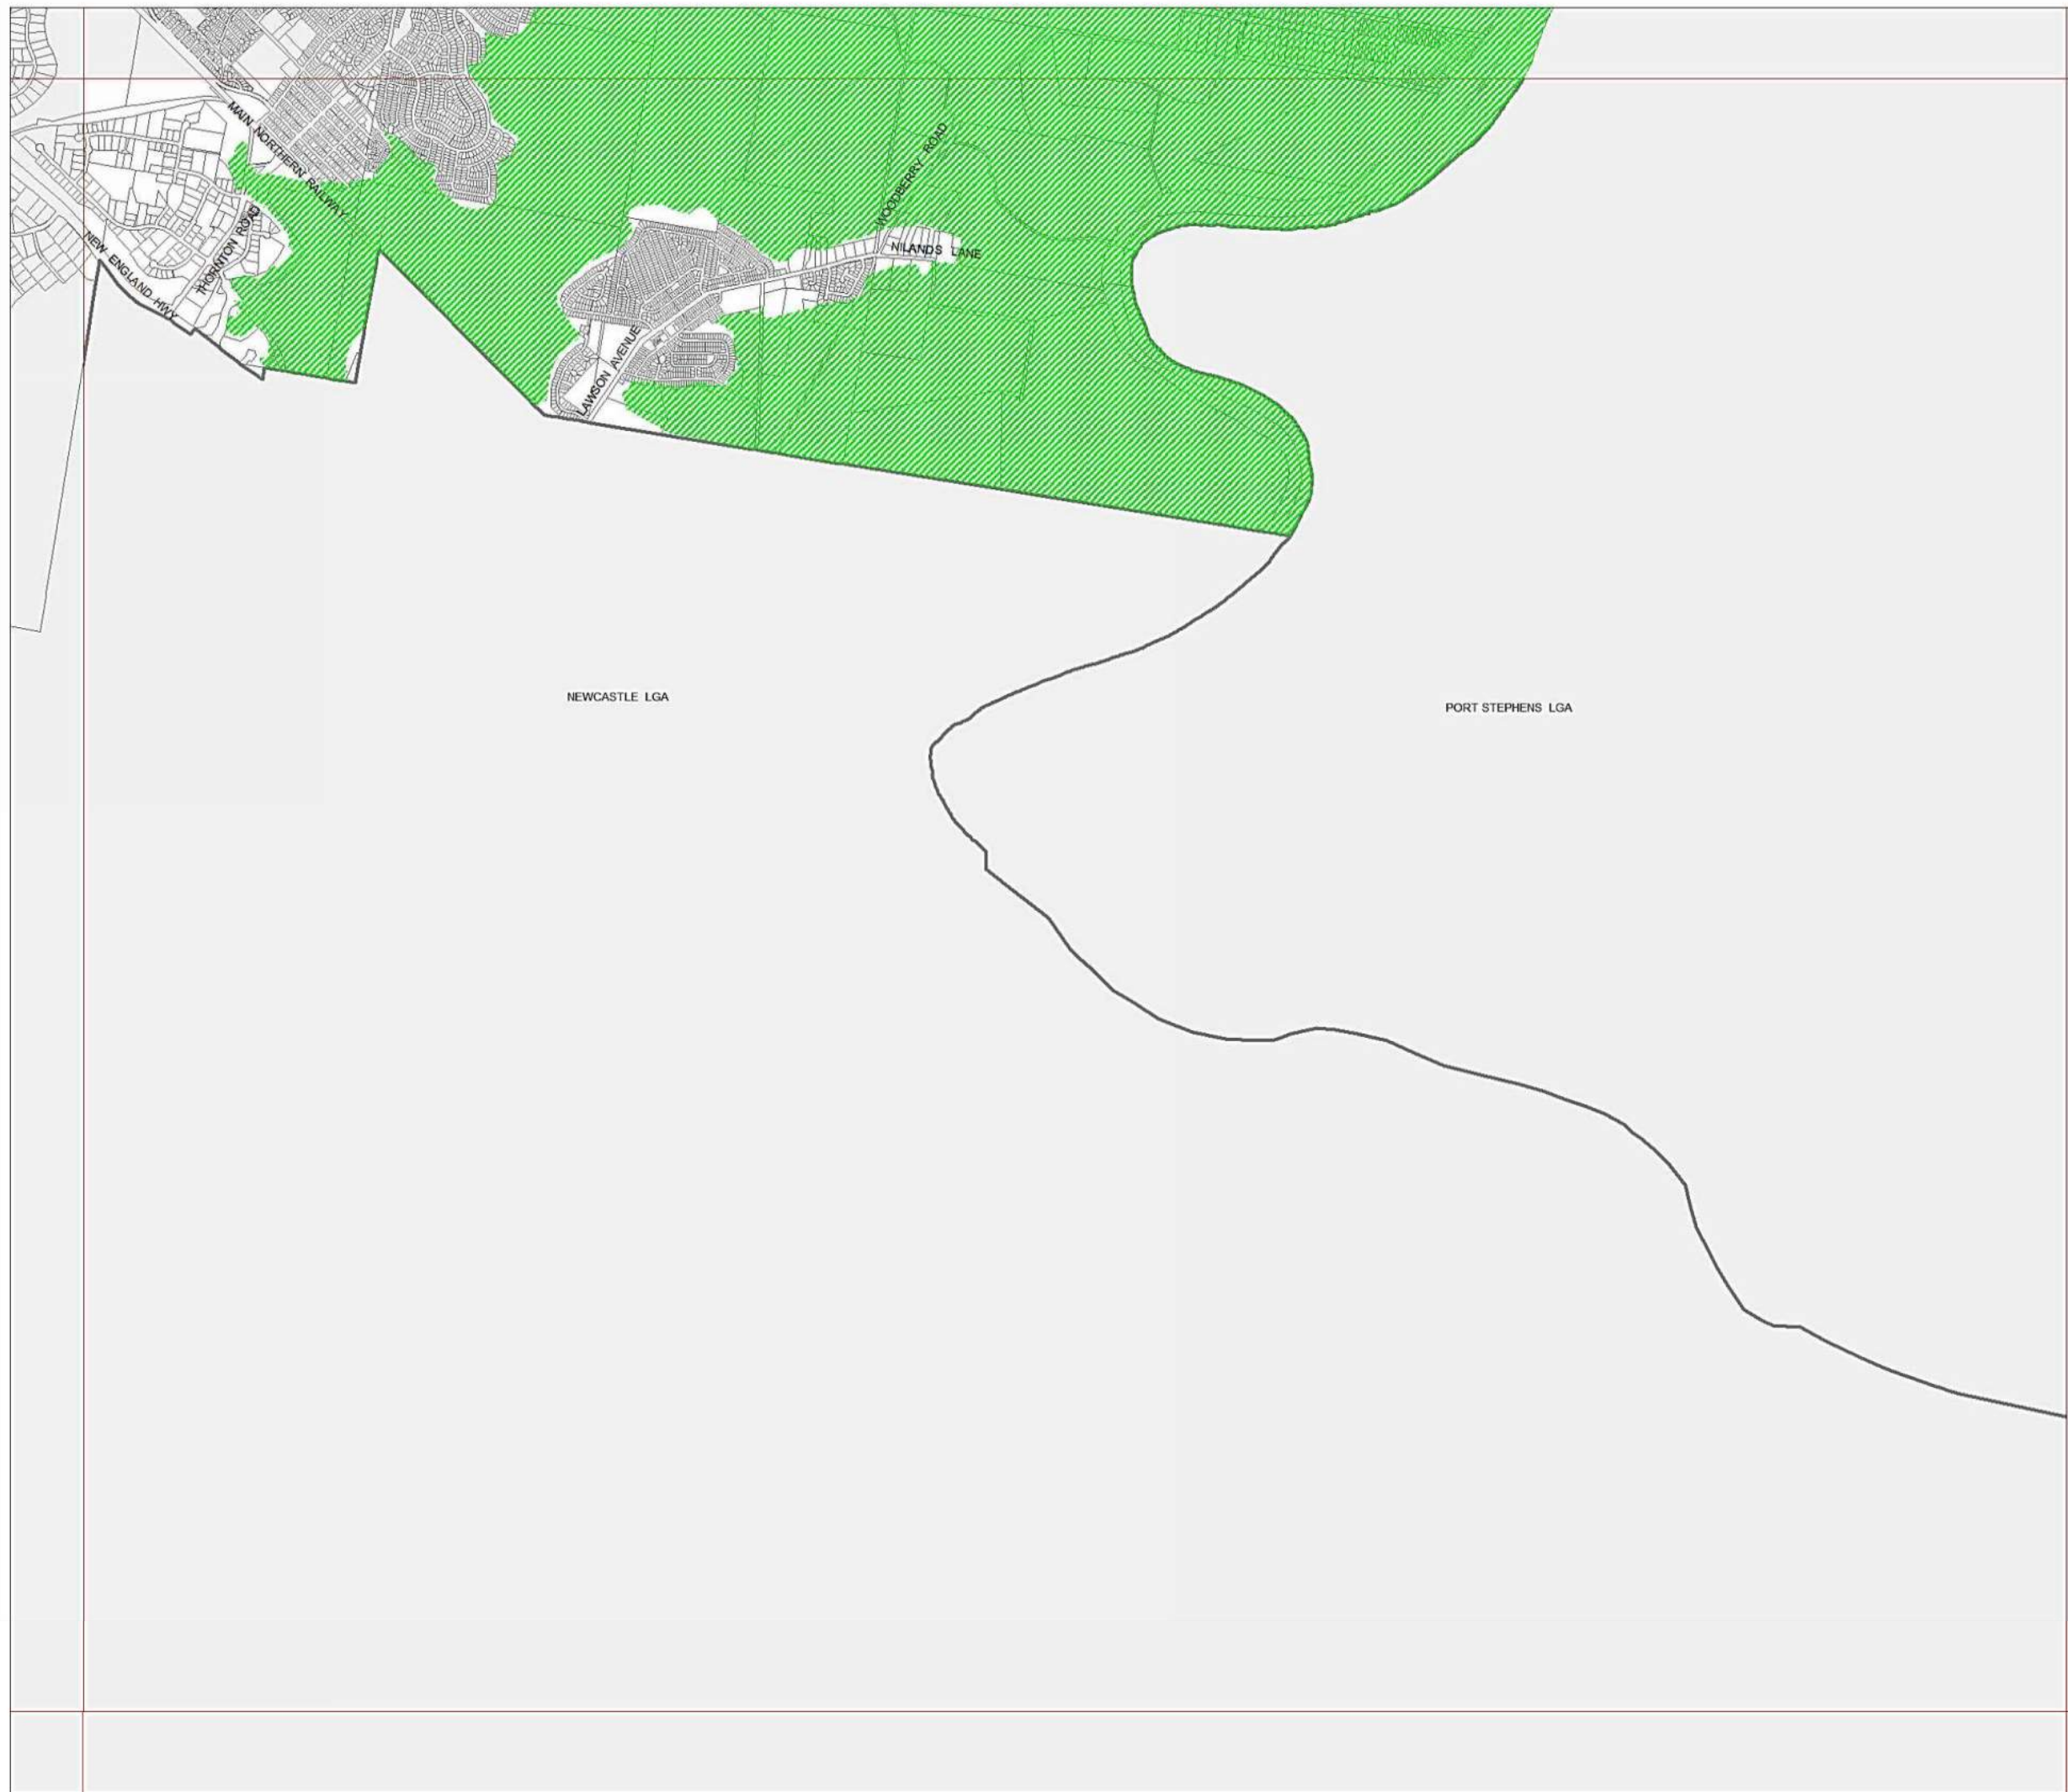 MAIN NORTHERN RAILWAY
WOODBERRY ROAD
THORNTON ROAD
NEW ENGLAND HWY
NILANDS LANE
LAWSON AVENUE
NEWCASTLE LGA
PORT STEPHENS LGA